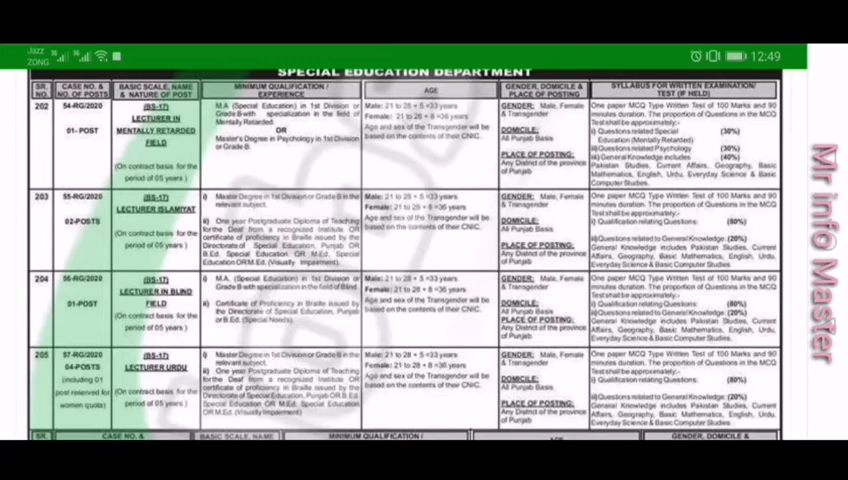 Jazz
ZONG
12:49
SPECIAL EDUCATION DEPARTMENT
SR. NO.
CASE NO. & NO. OF POSTS
BASIC SCALE, NAME & NATURE OF POST
MINIMUM QUALIFICATION / EXPERIENCE
AGE
GENDER, DOMICILE & PLACE OF POSTING
SYLLABUS FOR WRITTEN EXAMINATION/ TEST (IF HELD)
202
54-RG/2020
01- POST
(BS-17)
LECTURER IN
MENTALLY RETARDED
FIELD
(On contract basis for the
period of 05 years)
M.A (Special Education) in 1st Division or
Grade B with specialization in the field of
Mentally Retarded.
OR
Master's Degree in Psychology in 1st Division
or Grade B.
Male: 21 to 28 + 5 =33 years
Female: 21 to 28 + 8 =36 years
Age and sex of the Transgender will be
based on the contents of their CNIC.
GENDER: Male, Female
& Transgender
DOMICILE:
All Punjab Basis
PLACE OF POSTING:
Any District of the province
of Punjab
One paper MCQ Type Written Test of 100 Marks and 90
minutes duration. The proportion of Questions in the MCQ
Test shall be approximately:-
i) Questions related Special (30%)
Education (Mentally Retarded)
ii) Questions related Psychology (30%)
iii) General Knowledge includes (40%)
Pakistan Studies, Current Affairs, Geography, Basic
Mathematics, English, Urdu, Everyday Science & Basic
Computer Studies.
203
55-RG/2020
02-POSTS
(BS-17)
LECTURER ISLAMIYAT
(On contract basis for the
period of 05 years)
i) Master Degree in 1st Division or Grade B in the
relevant subject.
ii) One year Postgraduate Diploma of Teaching
for the Deaf from a recognized Institute OR
certificate of proficiency in Braille issued by the
Directorate of Special Education, Punjab OR
B.Ed. Special Education OR M.Ed. Special
Education OR M.Ed. (Visually Impairment).
Male: 21 to 28 + 5 =33 years
Female: 21 to 28 + 8 =36 years
Age and sex of the Transgender will be
based on the contents of their CNIC.
GENDER: Male, Female
& Transgender
DOMICILE:
All Punjab Basis
PLACE OF POSTING:
Any District of the province
of Punjab
One paper MCQ Type Written Test of 100 Marks and 90
minutes duration. The proportion of Questions in the MCQ
Test shall be approximately:-
i) Qualification relating Questions: (80%)
ii) Questions related to General Knowledge: (20%)
General Knowledge includes Pakistan Studies, Current
Affairs, Geography, Basic Mathematics, English, Urdu,
Everyday Science & Basic Computer Studies.
204
56-RG/2020
01-POST
(BS-17)
LECTURER IN BLIND
FIELD
(On contract basis for the
period of 05 years)
i) M.A. (Special Education) in 1st Division or
Grade B with specialization in the field of Blind.
ii) Certificate of Proficiency in Braille issued by
the Directorate of Special Education, Punjab
or B.Ed. (Special Needs).
Male: 21 to 28 + 5 =33 years
Female: 21 to 28 + 8 =36 years
Age and sex of the Transgender will be
based on the contents of their CNIC.
GENDER: Male, Female
& Transgender
DOMICILE:
All Punjab Basis
PLACE OF POSTING:
Any District of the province
of Punjab
One paper MCQ Type Written Test of 100 Marks and 90
minutes duration. The proportion of Questions in the MCQ
Test shall be approximately:-
i) Qualification relating Questions: (80%)
ii) Questions related to General Knowledge: (20%)
General Knowledge includes Pakistan Studies, Current
Affairs, Geography, Basic Mathematics, English, Urdu,
Everyday Science & Basic Computer Studies.
205
57-RG/2020
04-POSTS
(including 01
post reserved for
women quota)
(BS-17)
LECTURER URDU
(On contract basis for the
period of 05 years)
i) Master Degree in 1st Division or Grade B in the
relevant subject.
ii) One year Postgraduate Diploma of Teaching
for the Deaf from a recognized Institute OR
certificate of proficiency in Braille issued by the
Directorate of Special Education, Punjab OR B.Ed.
Special Education OR M.Ed. Special Education
OR M.Ed. (Visually Impairment)
Male: 21 to 28 + 5 =33 years
Female: 21 to 28 + 8 =36 years
Age and sex of the Transgender will be
based on the contents of their CNIC.
GENDER: Male, Female
& Transgender
DOMICILE:
All Punjab Basis
PLACE OF POSTING:
Any District of the province
of Punjab
One paper MCQ Type Written Test of 100 Marks and 90
minutes duration. The proportion of Questions in the MCQ
Test shall be approximately:-
i) Qualification relating Questions: (80%)
ii) Questions related to General Knowledge: (20%)
General Knowledge includes Pakistan Studies, Current
Affairs, Geography, Basic Mathematics, English, Urdu,
Everyday Science & Basic Computer Studies.
SR.
CASE NO. &
BASIC SCALE, NAME
MINIMUM QUALIFICATION /
AGE
GENDER, DOMICILE &
Mr info Master